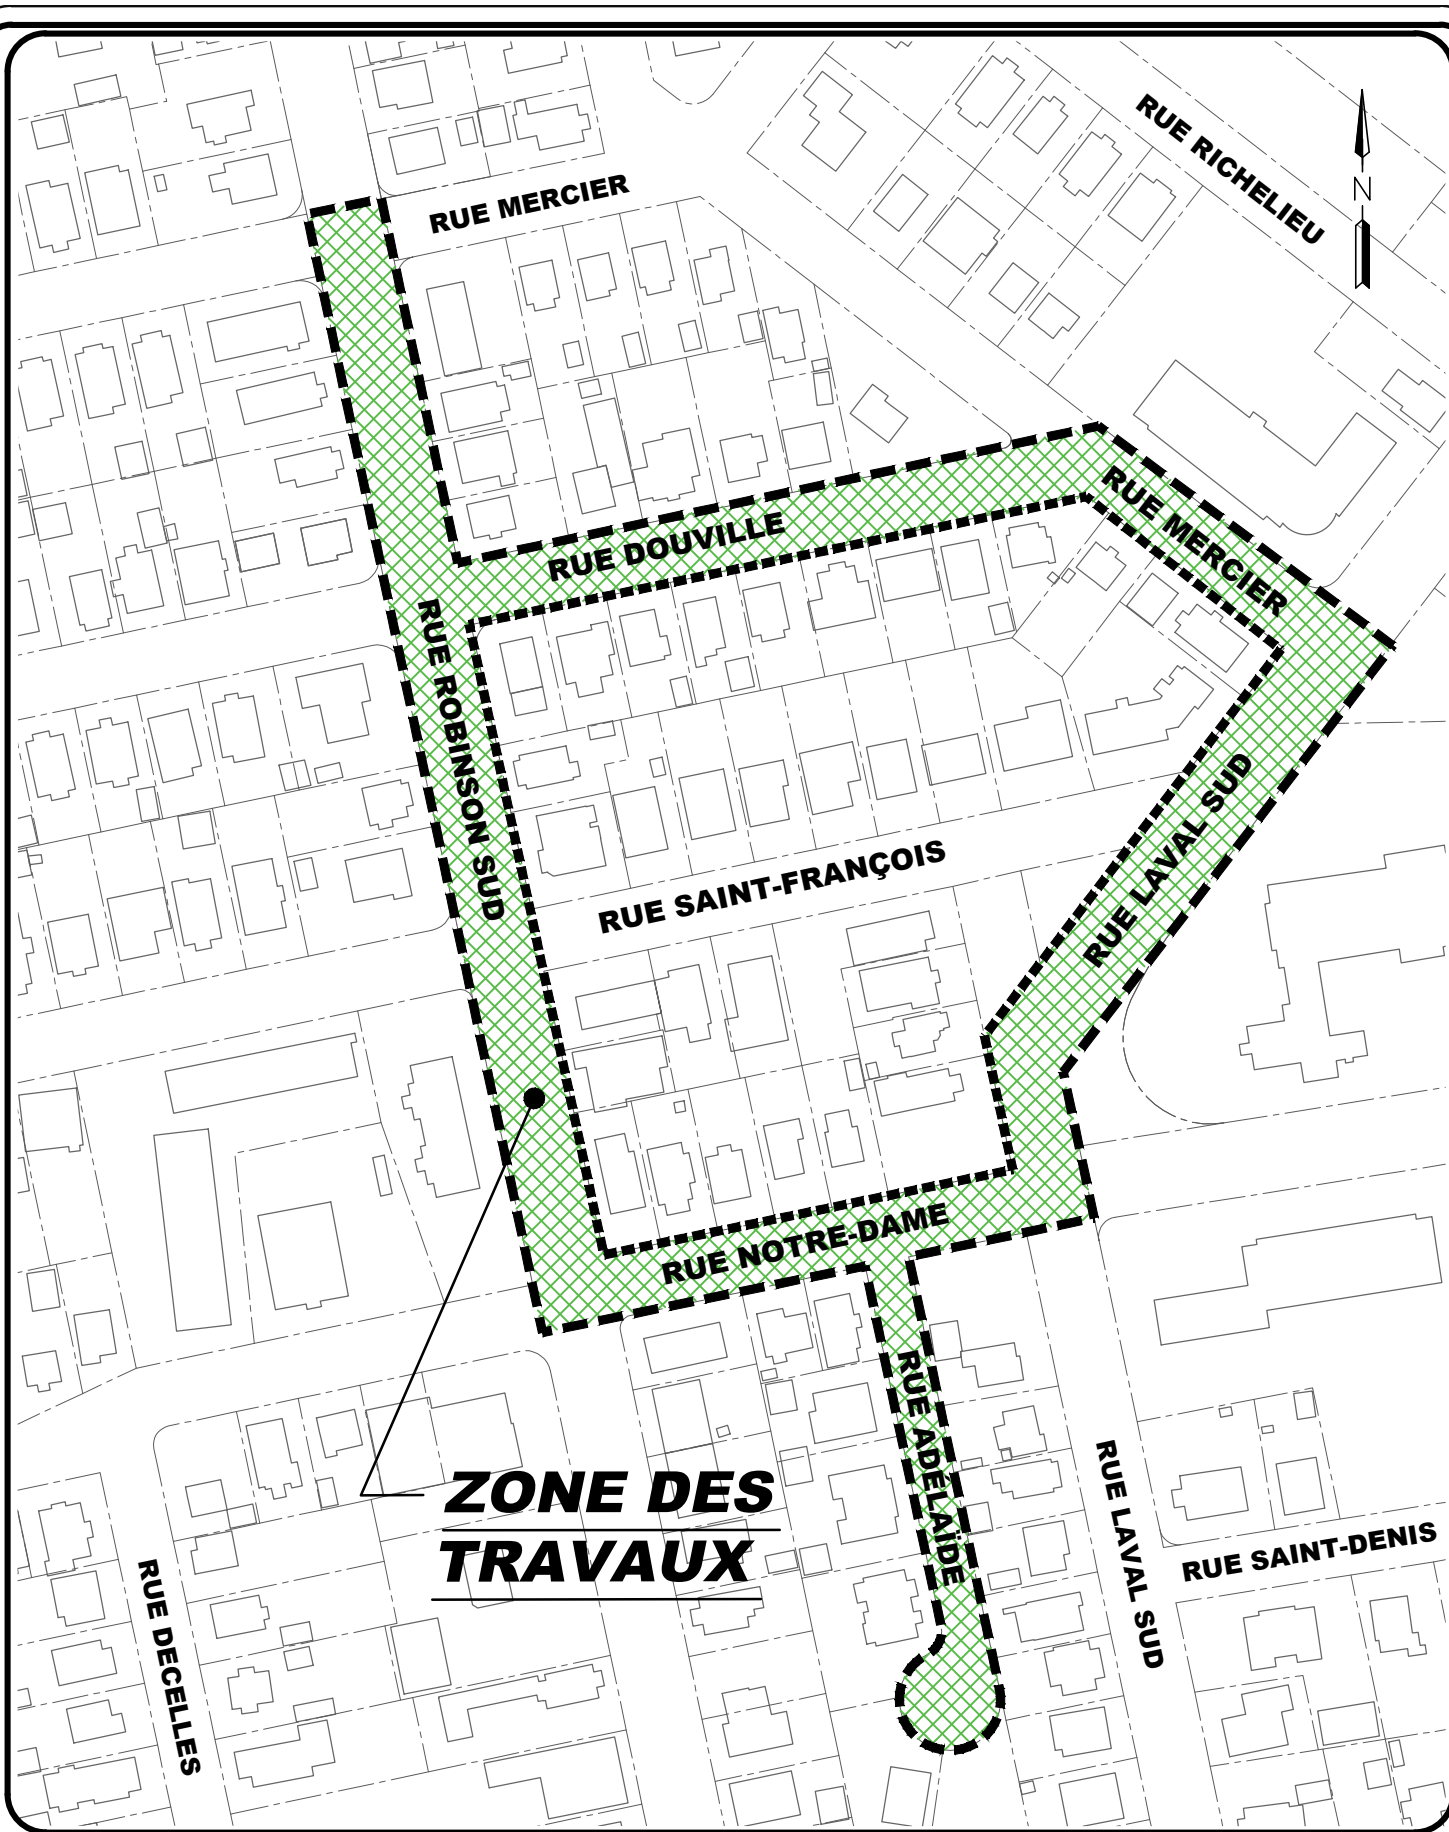 RUE RICHELIEU
N
RUE MERCIER
RUE MERCIER
RUE DOUVILLE
RUE ROBINSON SUD
RUE LAVAL SUD
RUE SAINT-FRANÇOIS
RUE NOTRE-DAME
RUE ADÉLAÏDE
ZONE DES
TRAVAUX
RUE LAVAL SUD
RUE SAINT-DENIS
RUE DECELLES